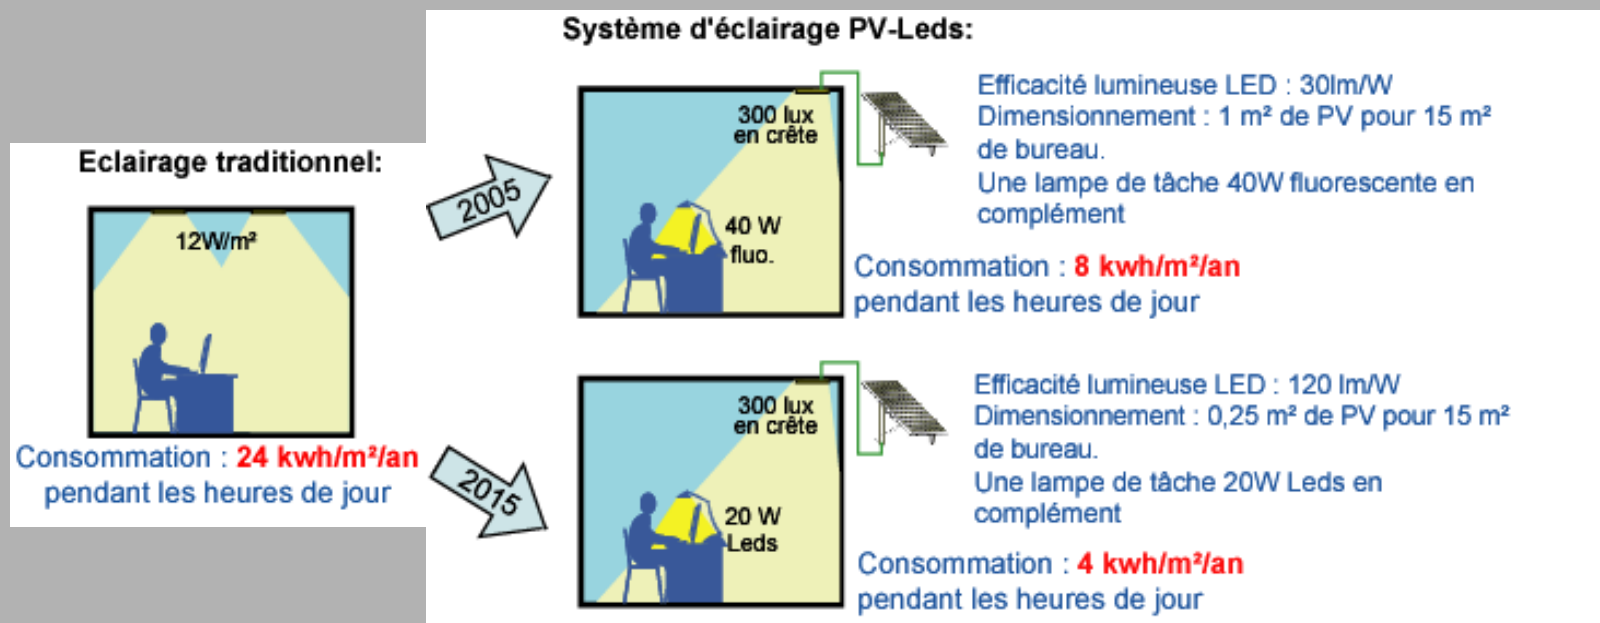 Système d'éclairage PV-Leds:
Eclairage traditionnel:
12W/m²
Consommation : 24 kwh/m²/an
pendant les heures de jour
2005
300 lux
en crête
40 W
fluo.
Efficacité lumineuse LED : 30lm/W
Dimensionnement : 1 m² de PV pour 15 m²
de bureau.
Une lampe de tâche 40W fluorescente en
complément
Consommation : 8 kwh/m²/an
pendant les heures de jour
2015
300 lux
en crête
20 W
Leds
Efficacité lumineuse LED : 120 lm/W
Dimensionnement : 0,25 m² de PV pour 15 m²
de bureau.
Une lampe de tâche 20W Leds en
complément
Consommation : 4 kwh/m²/an
pendant les heures de jour